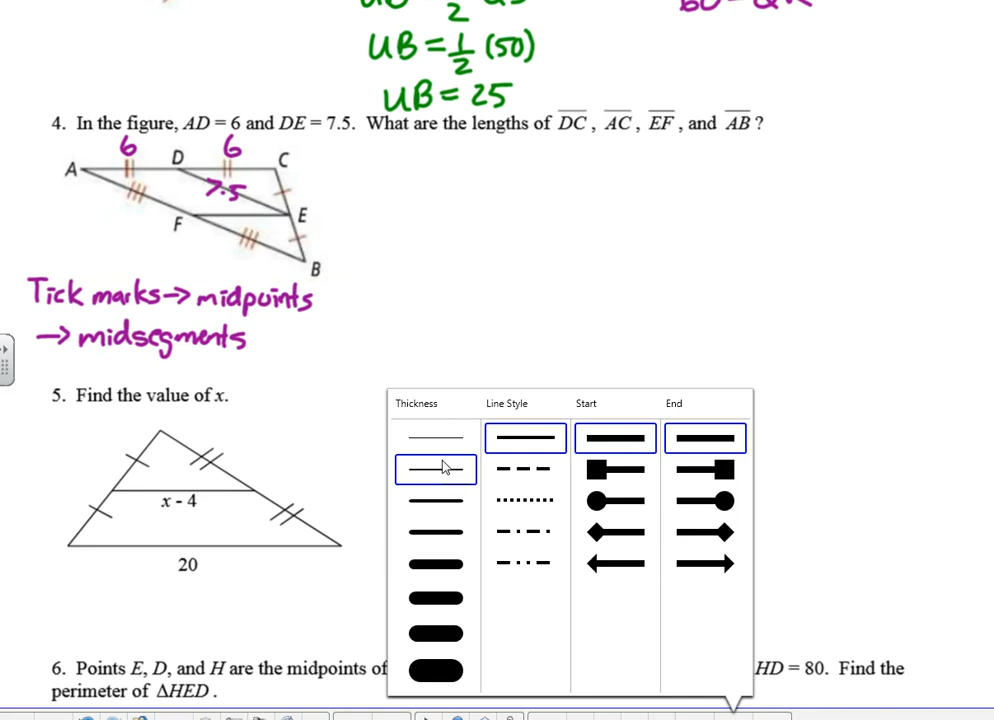 UB = 1/2 (50)
UB = 25
4. In the figure, AD = 6 and DE = 7.5. What are the lengths of DC, AC, EF, and AB?
6 6
A D C
7.5
F E
B
Tick marks → midpoints
→ midsegments
5. Find the value of x.
x - 4
20
Thickness Line Style Start End
6. Points E, D, and H are the midpoints of HD = 80. Find the
perimeter of ΔHED.